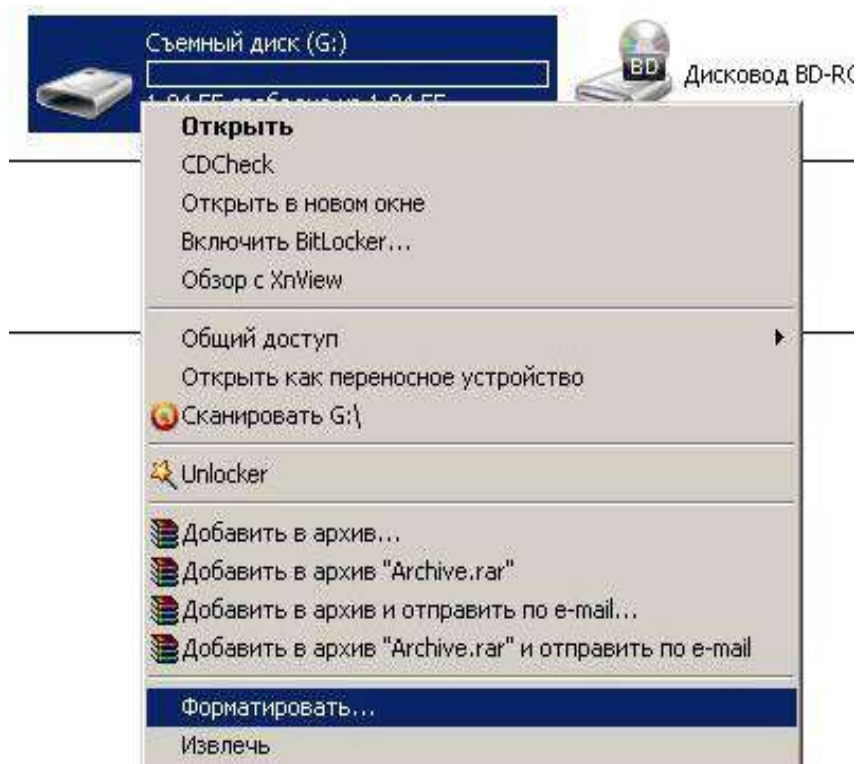 Съемный диск (G:)
BD
Дисковод BD-RO
Открыть
CDCheck
Открыть в новом окне
Включить BitLocker...
Обзор с XnView
Общий доступ
Открыть как переносное устройство
Сканировать G:\
Unlocker
Добавить в архив...
Добавить в архив "Archive.rar"
Добавить в архив и отправить по e-mail...
Добавить в архив "Archive.rar" и отправить по e-mail
Форматировать...
Извлечь